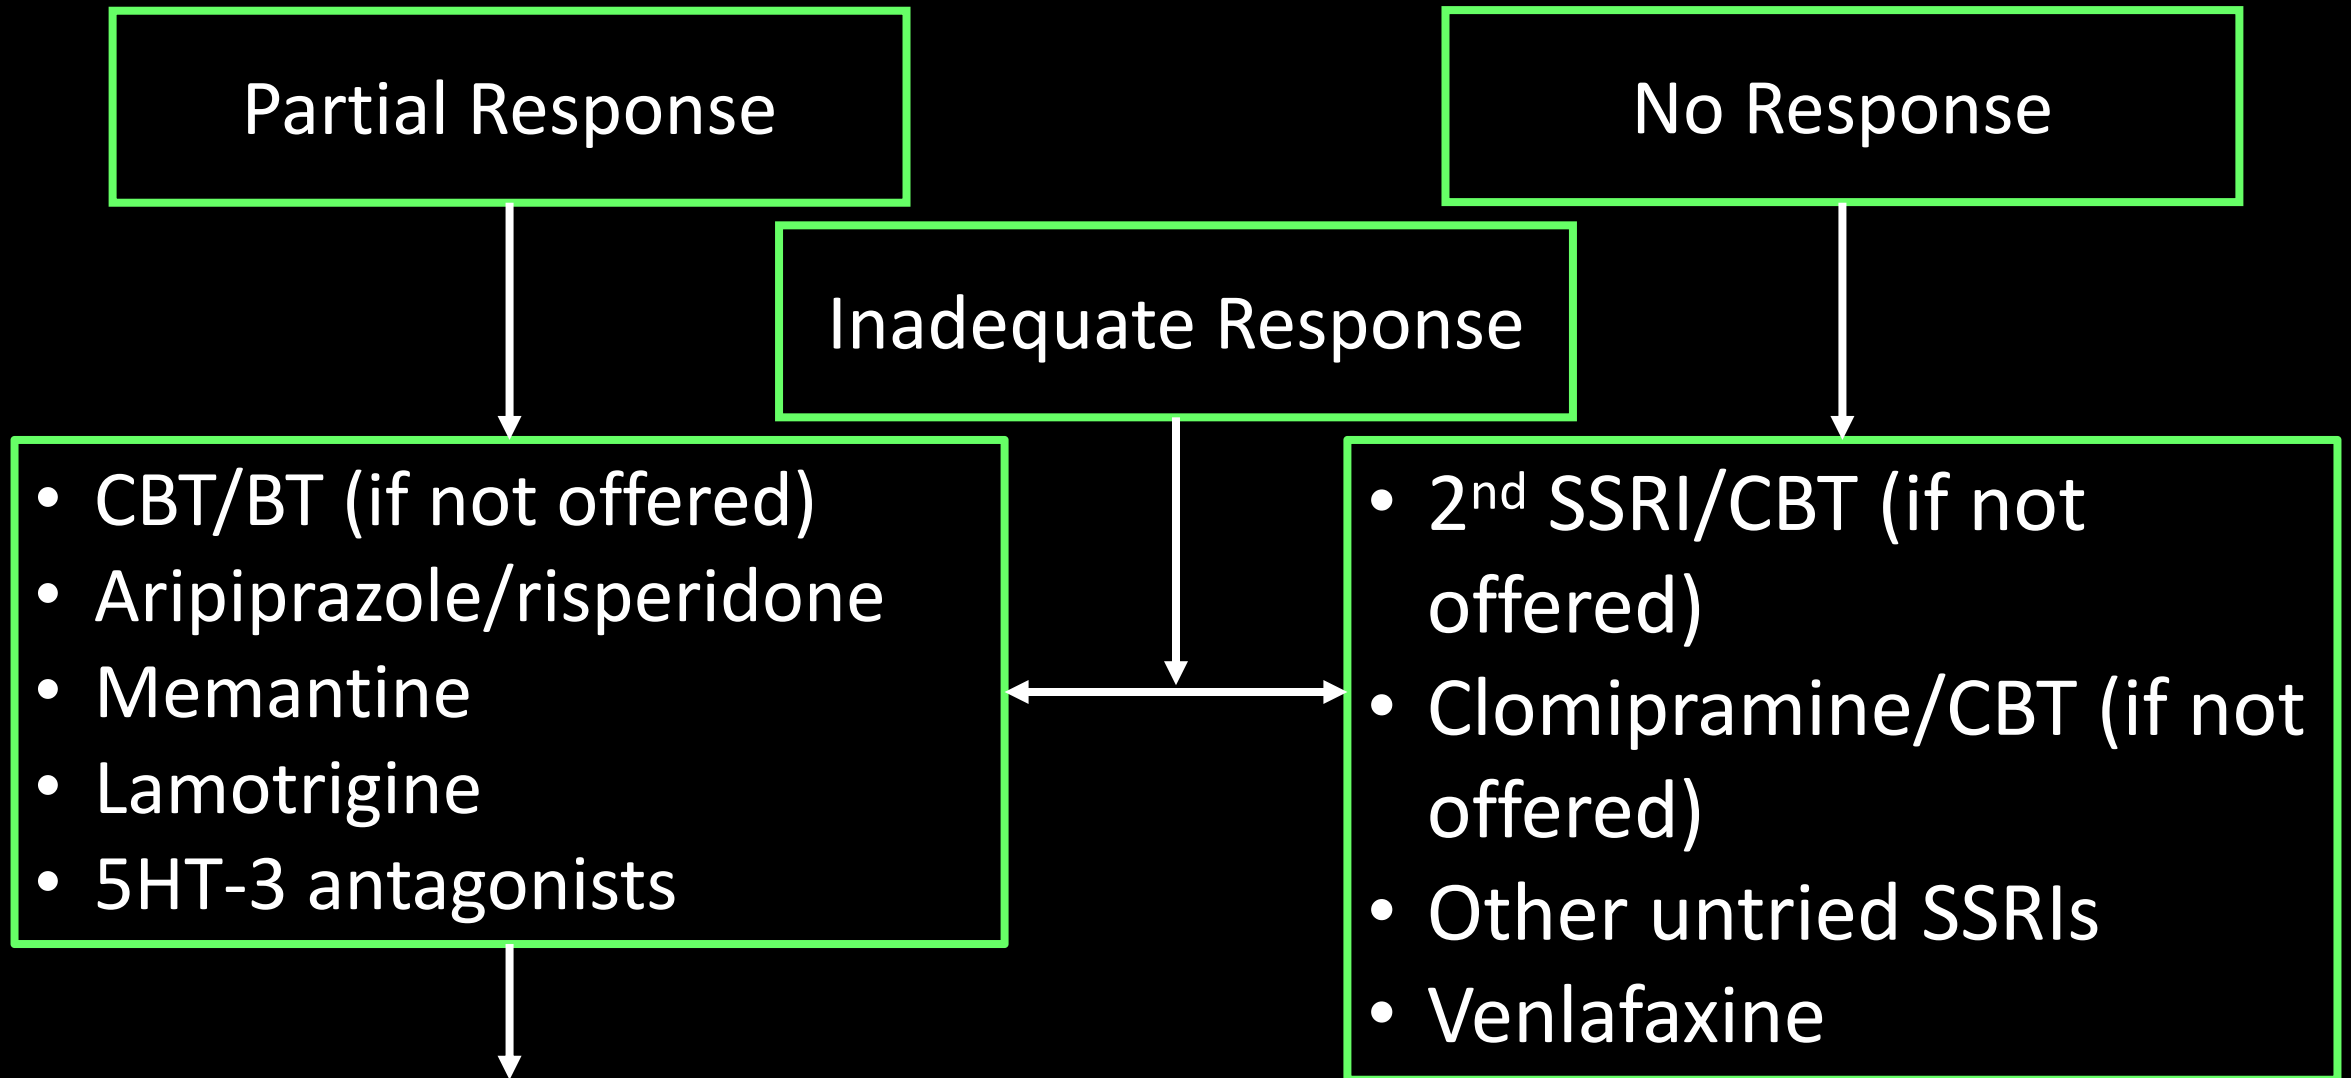 Partial Response
No Response
Inadequate Response
• CBT/BT (if not offered)
• Aripiprazole/risperidone
• Memantine
• Lamotrigine
• 5HT-3 antagonists
• 2nd SSRI/CBT (if not
offered)
• Clomipramine/CBT (if not
offered)
• Other untried SSRIs
• Venlafaxine